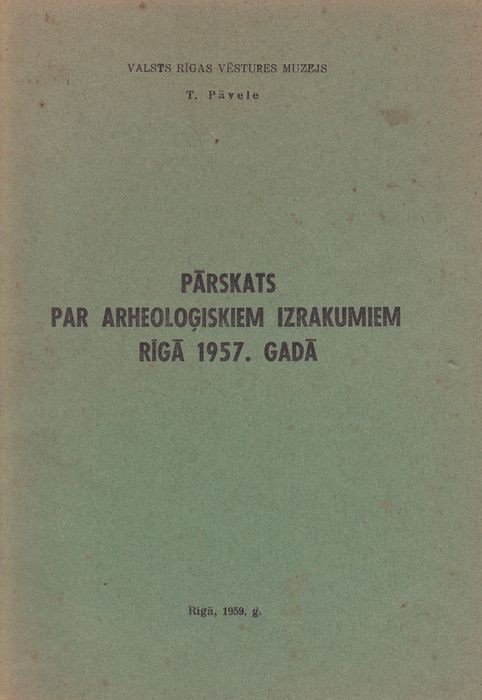 VALSTS RĪGAS VĒSTURES MUZEJS
T. Pāvele
PĀRSKATS
PAR ARHEOLOĢISKIEM IZRAKUMIEM
RĪGĀ 1957. GADĀ
Rīgā, 1959. g.